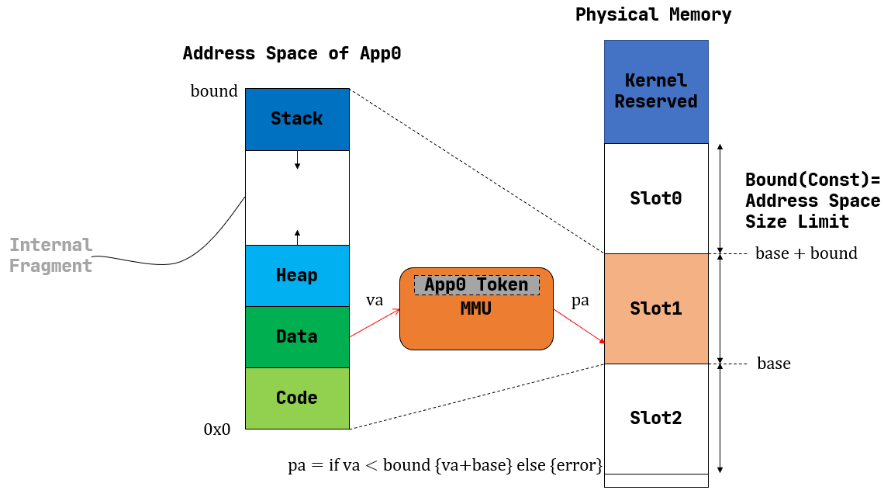 Physical Memory
Address Space of App0
bound
Stack
Kernel
Reserved
Slot0
Bound(Const)=
Address Space
Size Limit
Internal
Fragment
base + bound
Heap
va
App0 Token
MMU
pa
Slot1
Data
base
Code
0x0
Slot2
pa = if va < bound {va+base} else {error}